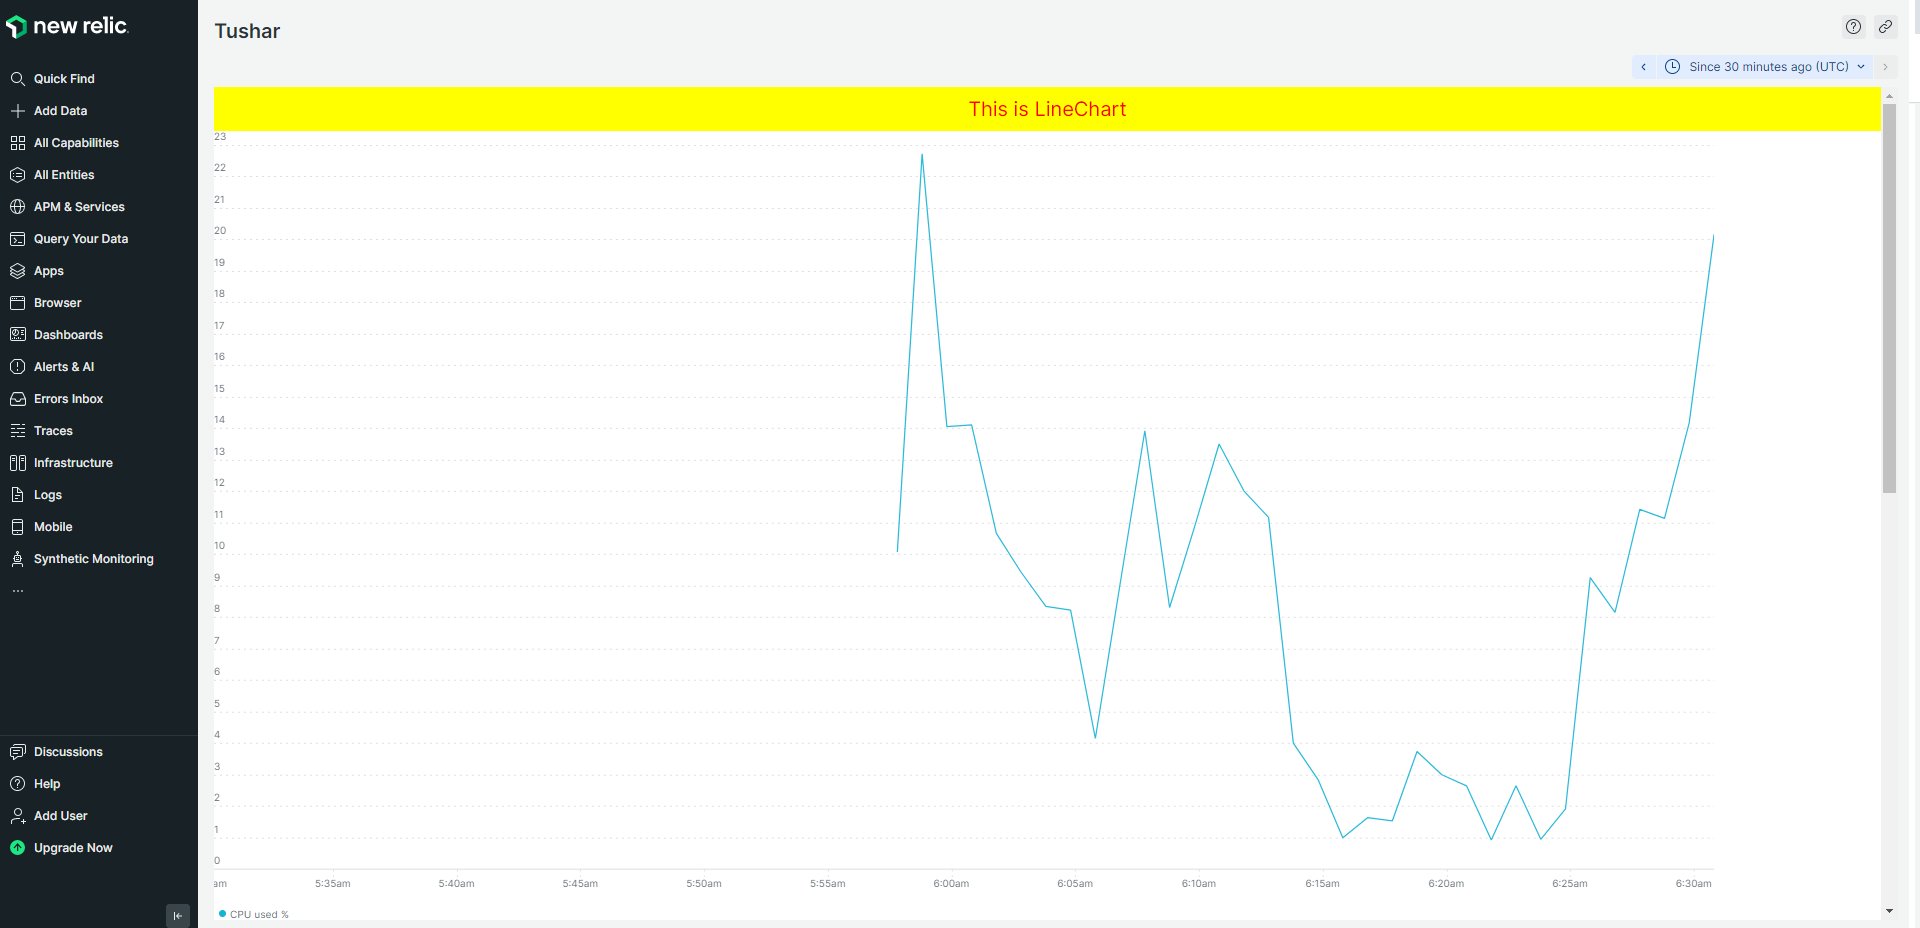 new relic.
Quick Find
Add Data
All Capabilities
All Entities
APM & Services
Query Your Data
Apps
Browser
Dashboards
Alerts & AI
Errors Inbox
Traces
Infrastructure
Logs
Mobile
Synthetic Monitoring
...
Discussions
Help
Add User
Upgrade Now
Tushar
Since 30 minutes ago (UTC)
This is LineChart
23
22
21
20
19
18
17
16
15
14
13
12
11
10
9
8
7
6
5
4
3
2
1
0
am 5:35am 5:40am 5:45am 5:50am 5:55am 6:00am 6:05am 6:10am 6:15am 6:20am 6:25am 6:30am
CPU used %